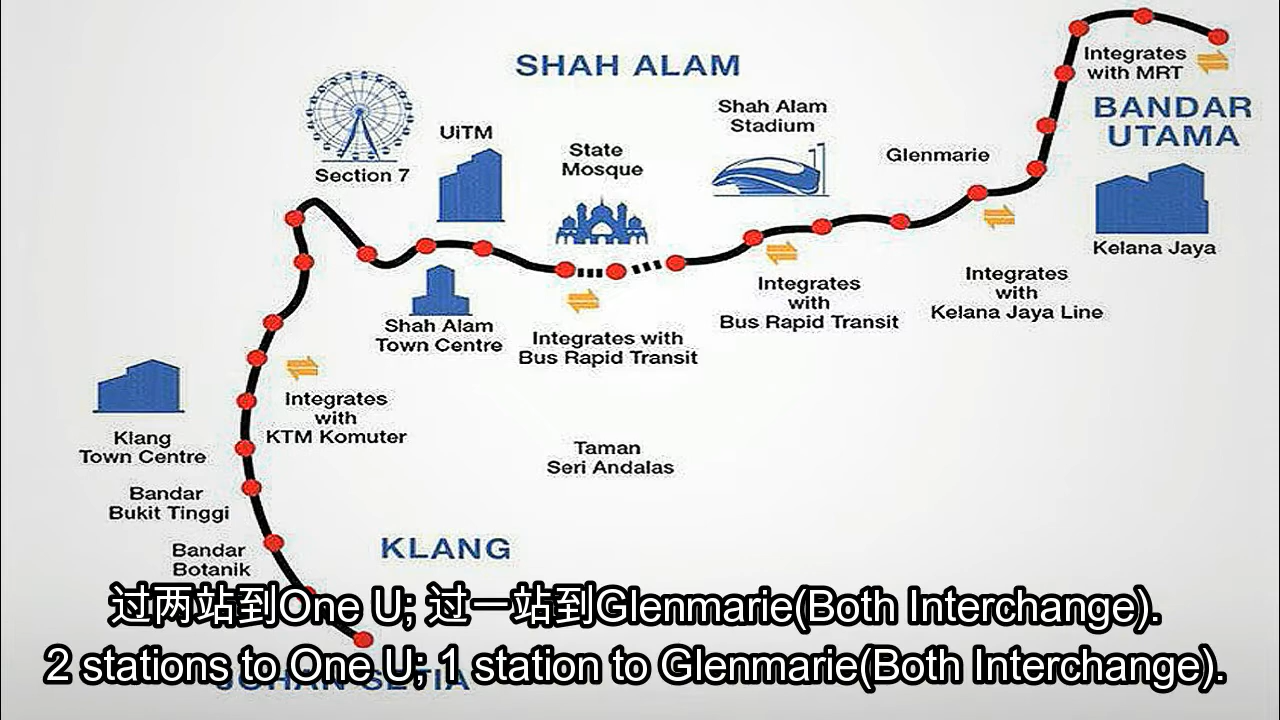 SHAH ALAM
Integrates
with MRT
BANDAR
UTAMA
Shah Alam
Stadium
UiTM
State
Mosque
Glenmarie
Section 7
Kelana Jaya
Integrates
with
Kelana Jaya Line
Integrates
with
Bus Rapid Transit
Shah Alam
Town Centre
Integrates with
Bus Rapid Transit
Integrates
with
KTM Komuter
Klang
Town Centre
Taman
Seri Andalas
Bandar
Bukit Tinggi
KLANG
Bandar
Botanik
过两站到One U; 过一站到Glenmarie(Both Interchange).
2 stations to One U; 1 station to Glenmarie(Both Interchange).
JOHAN SETIA